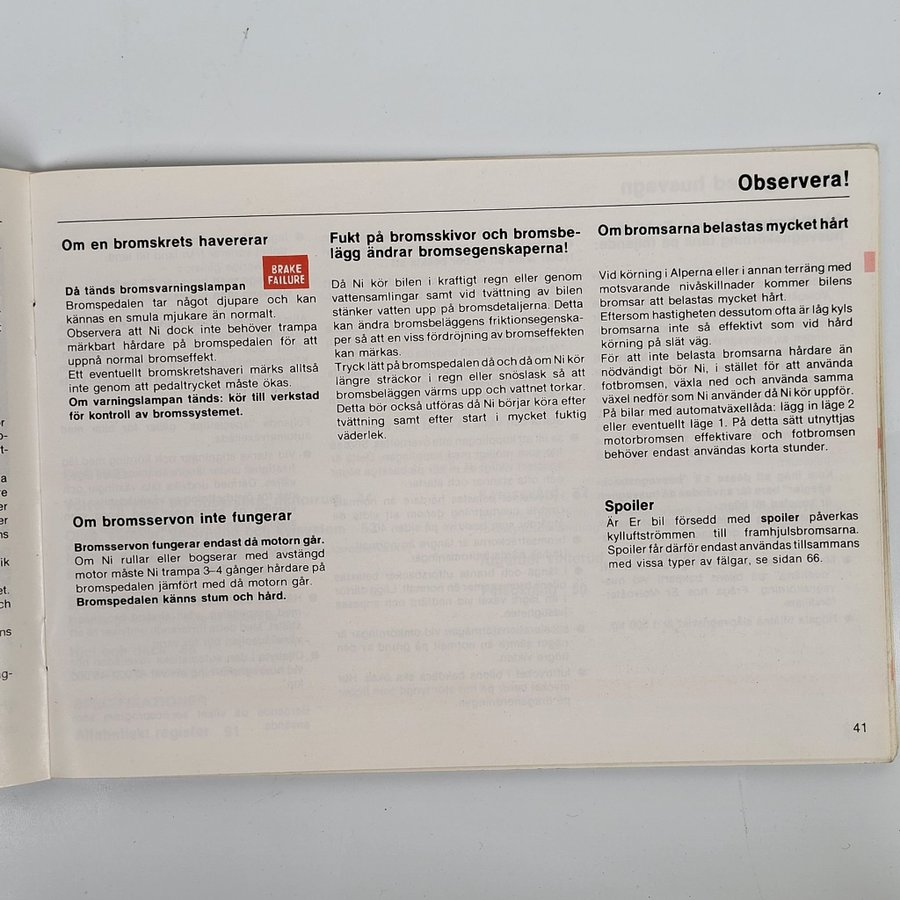 Observera!
Om en bromskrets havererar
BRAKE
FAILURE
Då tänds bromsvarningslampan
Bromspedalen tar något djupare och kan
kännas en smula mjukare än normalt.
Observera att Ni dock inte behöver trampa
märkbart hårdare på bromspedalen för att
uppnå normal bromseffekt.
Ett eventuellt bromskretshaveri märks alltså
inte genom att pedaltrycket måste ökas.
Om varningslampan tänds: kör till verkstad
för kontroll av bromssystemet.
Om bromsservon inte fungerar
Bromsservon fungerar endast då motorn går.
Om Ni rullar eller bogserar med avstängd
motor måste Ni trampa 3–4 gånger hårdare på
bromspedalen jämfört med då motorn går.
Bromspedalen känns stum och hård.
Fukt på bromsskivor och bromsbe-
lägg ändrar bromsegenskaperna!
Då Ni kör bilen i kraftigt regn eller genom
vattensamlingar samt vid tvättning av bilen
stänker vatten upp på bromsdetaljerna. Detta
kan ändra bromsbeläggens friktionsegenska-
per så att en viss fördröjning av bromseffekten
kan märkas.
Tryck lätt på bromspedalen då och då om Ni kör
längre sträckor i regn eller snöslask så att
bromsbeläggen värms upp och vattnet torkar.
Detta bör också utföras då Ni börjar köra efter
tvättning samt efter start i mycket fuktig
väderlek.
Om bromsarna belastas mycket hårt
Vid körning i Alperna eller i annan terräng med
motsvarande nivåskillnader kommer bilens
bromsar att belastas mycket hårt.
Eftersom hastigheten dessutom ofta är låg kyls
bromsarna inte så effektivt som vid hård
körning på slät väg.
För att inte belasta bromsarna hårdare än
nödvändigt bör Ni, i stället för att använda
fotbromsen, växla ned och använda samma
växel nedför som Ni använder då Ni kör uppför.
På bilar med automatväxellåda: lägg in läge 2
eller eventuellt läge 1. På detta sätt utnyttjas
motorbromsen effektivare och fotbromsen
behöver endast användas korta stunder.
Spoiler
Är Er bil försedd med spoiler påverkas
kylluftströmmen till framhjulsbromsarna.
Spoiler får därför endast användas tillsammans
med vissa typer av fälgar, se sidan 66.
41